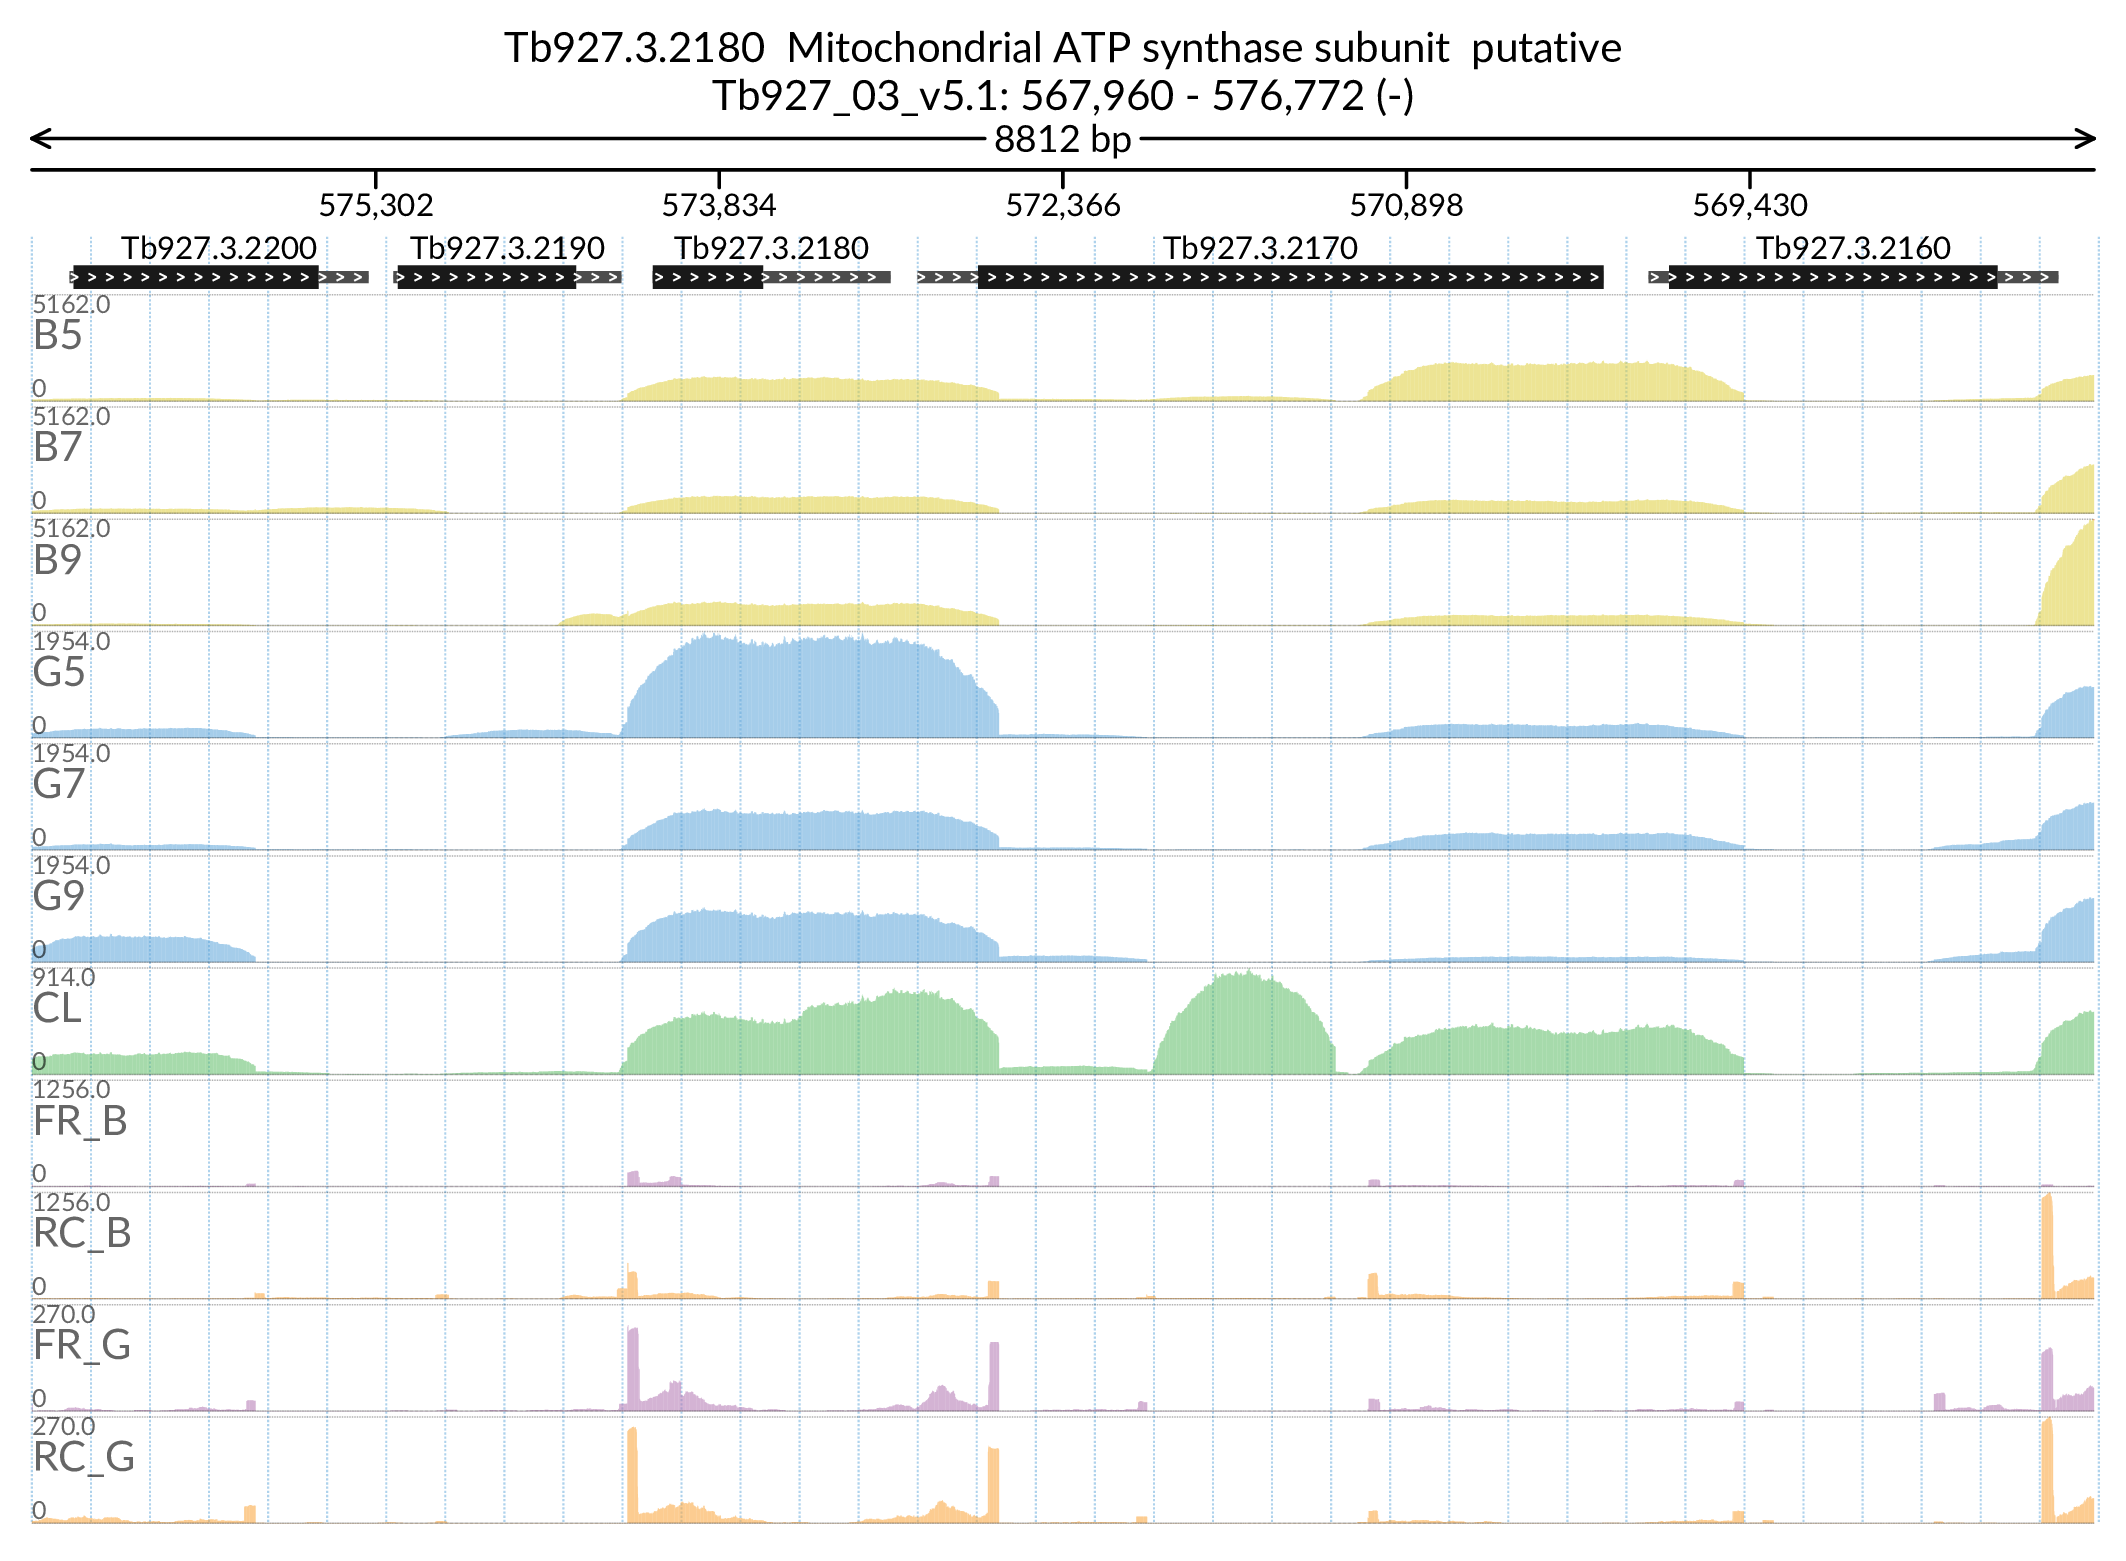 Tb927.3.2180  Mitochondrial ATP synthase subunit  putative
Tb927_03_v5.1: 567,960 - 576,772 (-)
8812 bp
575,302 573,834 572,366 570,898 569,430
Tb927.3.2200 Tb927.3.2190 Tb927.3.2180 Tb927.3.2170 Tb927.3.2160
5162.0
B5
0
5162.0
B7
0
5162.0
B9
0
1954.0
G5
0
1954.0
G7
0
1954.0
G9
0
914.0
CL
0
1256.0
FR_B
0
1256.0
RC_B
0
270.0
FR_G
0
270.0
RC_G
0